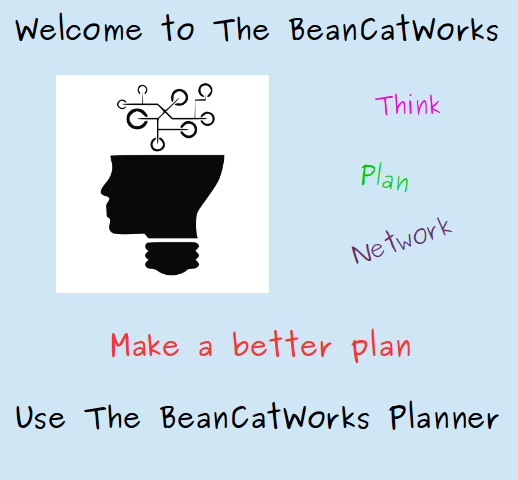 Welcome to The BeanCatWorks
Think
Plan
Network
Make a better plan
Use The BeanCatWorks Planner